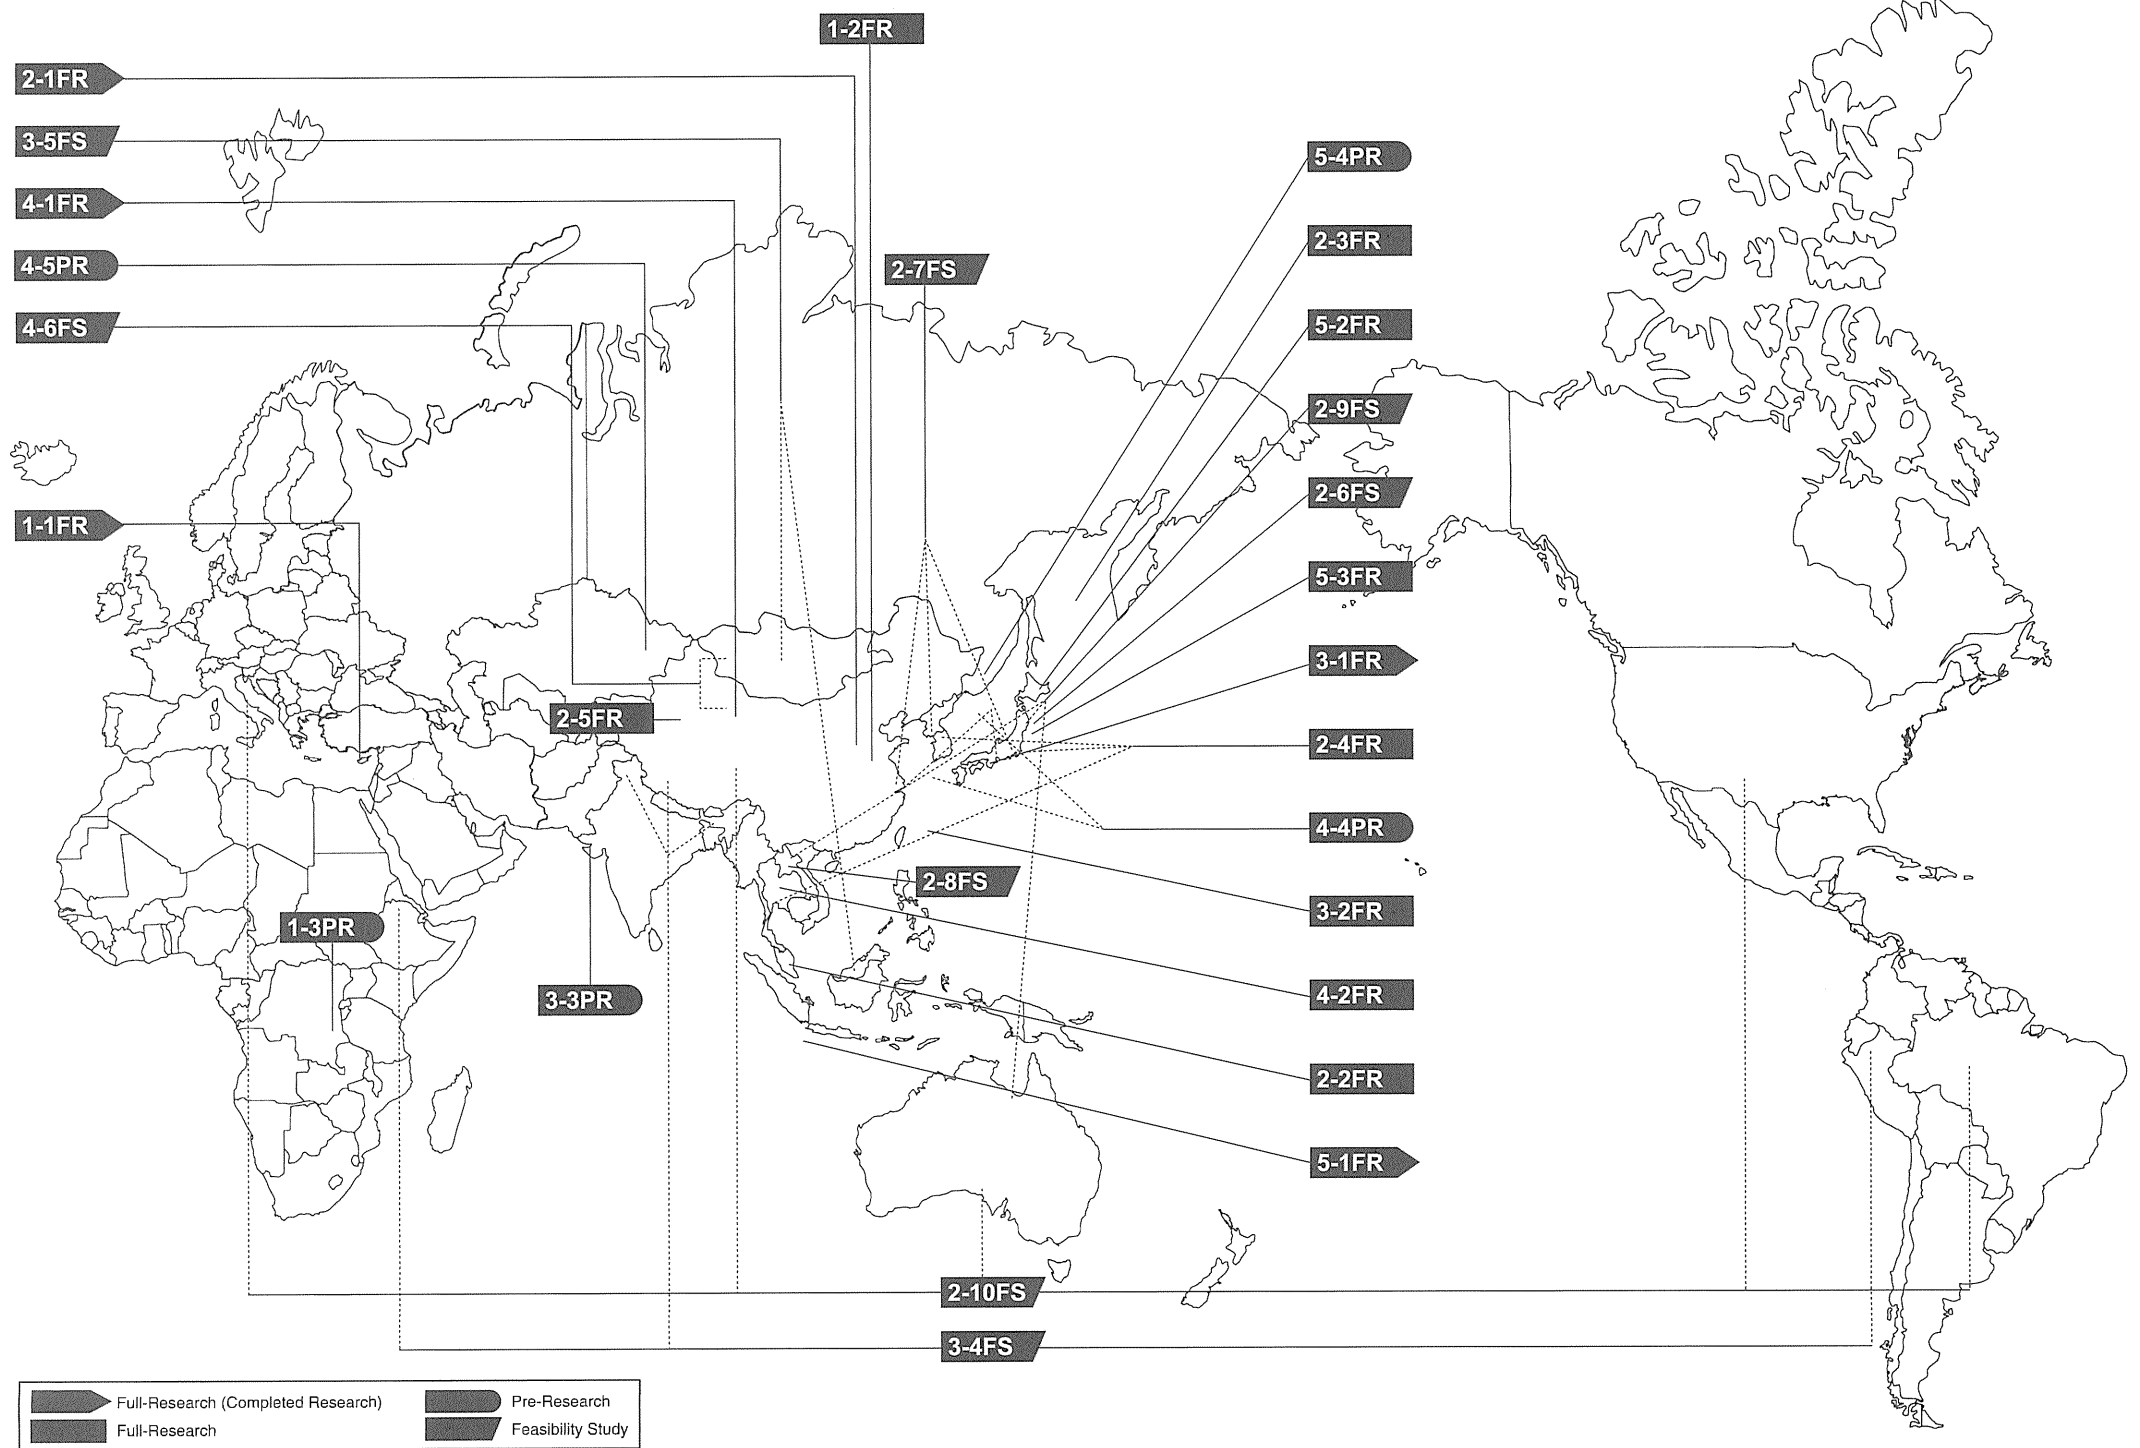 1-2FR
2-1FR
3-5FS
4-1FR
4-5PR
4-6FS
1-1FR
2-7FS
5-4PR
2-3FR
5-2FR
2-9FS
2-6FS
5-3FR
3-1FR
2-5FR
2-4FR
4-4PR
2-8FS
3-2FR
1-3PR
3-3PR
4-2FR
2-2FR
5-1FR
2-10FS
3-4FS
Full-Research (Completed Research)
Full-Research
Pre-Research
Feasibility Study